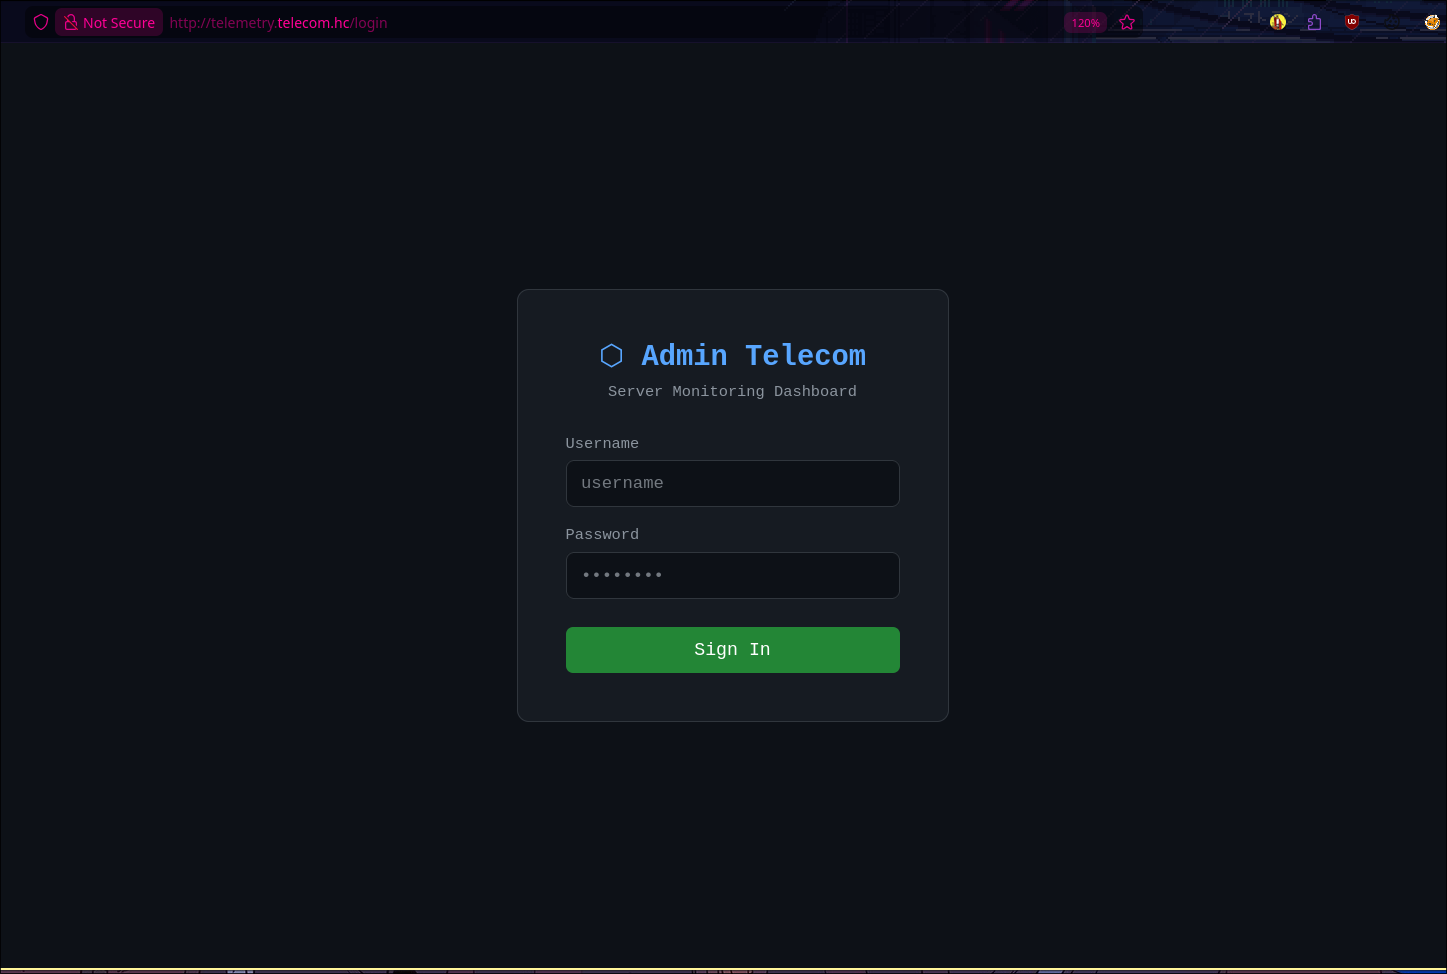 Not Secure http://telemetry.telecom.hc/login 120%
Admin Telecom
Server Monitoring Dashboard
Username
username
Password
••••••••
Sign In